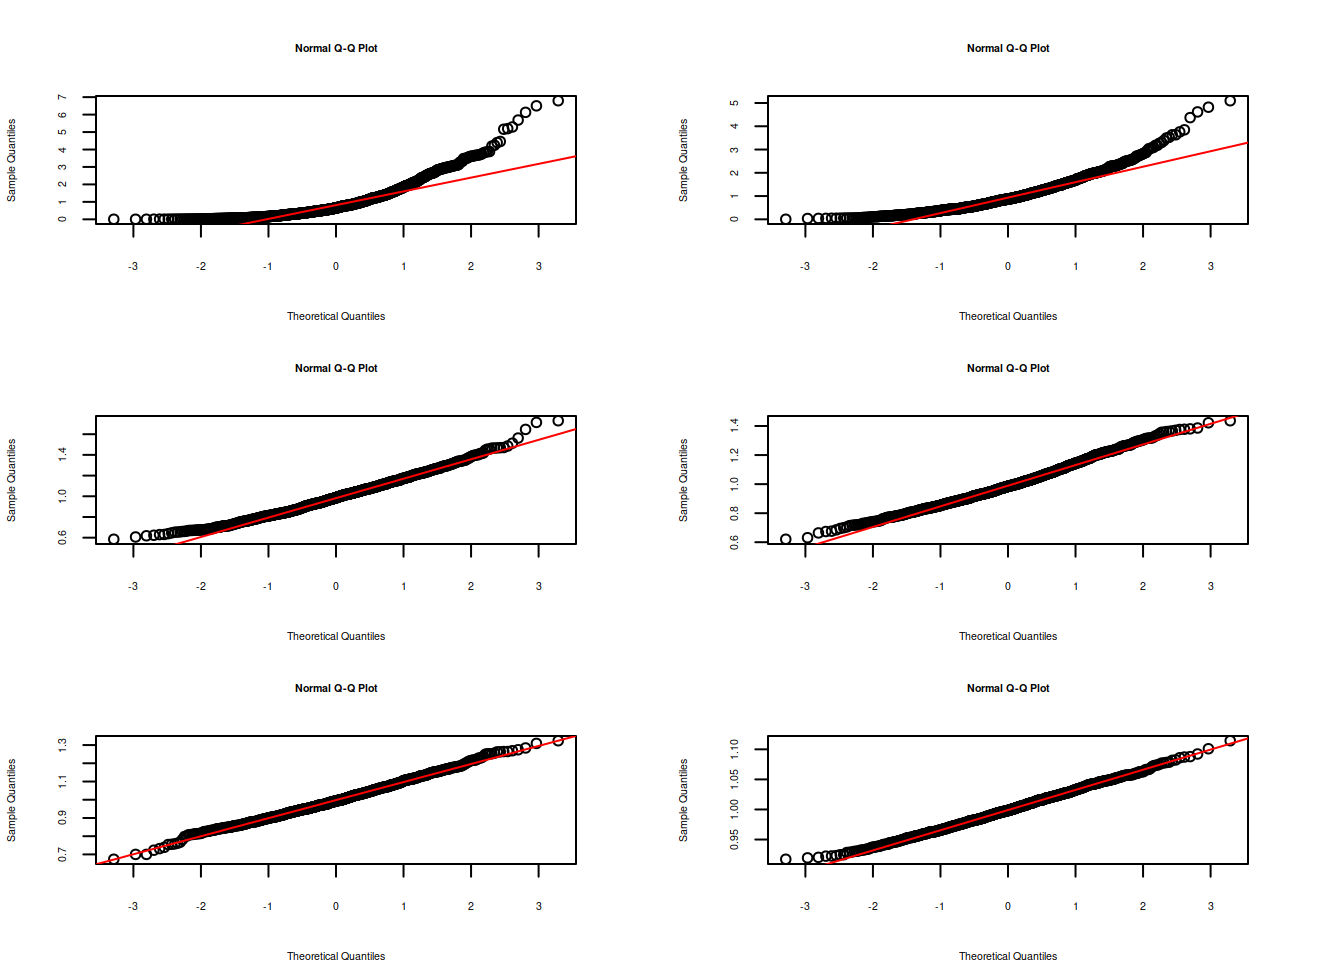 Normal Q-Q Plot
Sample Quantiles
7
6
5
4
3
2
1
0
-3 -2 -1 0 1 2 3
Theoretical Quantiles
Normal Q-Q Plot
Sample Quantiles
5
4
3
2
1
0
-3 -2 -1 0 1 2 3
Theoretical Quantiles
Normal Q-Q Plot
Sample Quantiles
1.4
1.0
0.6
-3 -2 -1 0 1 2 3
Theoretical Quantiles
Normal Q-Q Plot
Sample Quantiles
1.4
1.2
1.0
0.8
0.6
-3 -2 -1 0 1 2 3
Theoretical Quantiles
Normal Q-Q Plot
Sample Quantiles
1.3
1.1
0.9
0.7
-3 -2 -1 0 1 2 3
Theoretical Quantiles
Normal Q-Q Plot
Sample Quantiles
1.10
1.05
1.00
0.95
-3 -2 -1 0 1 2 3
Theoretical Quantiles